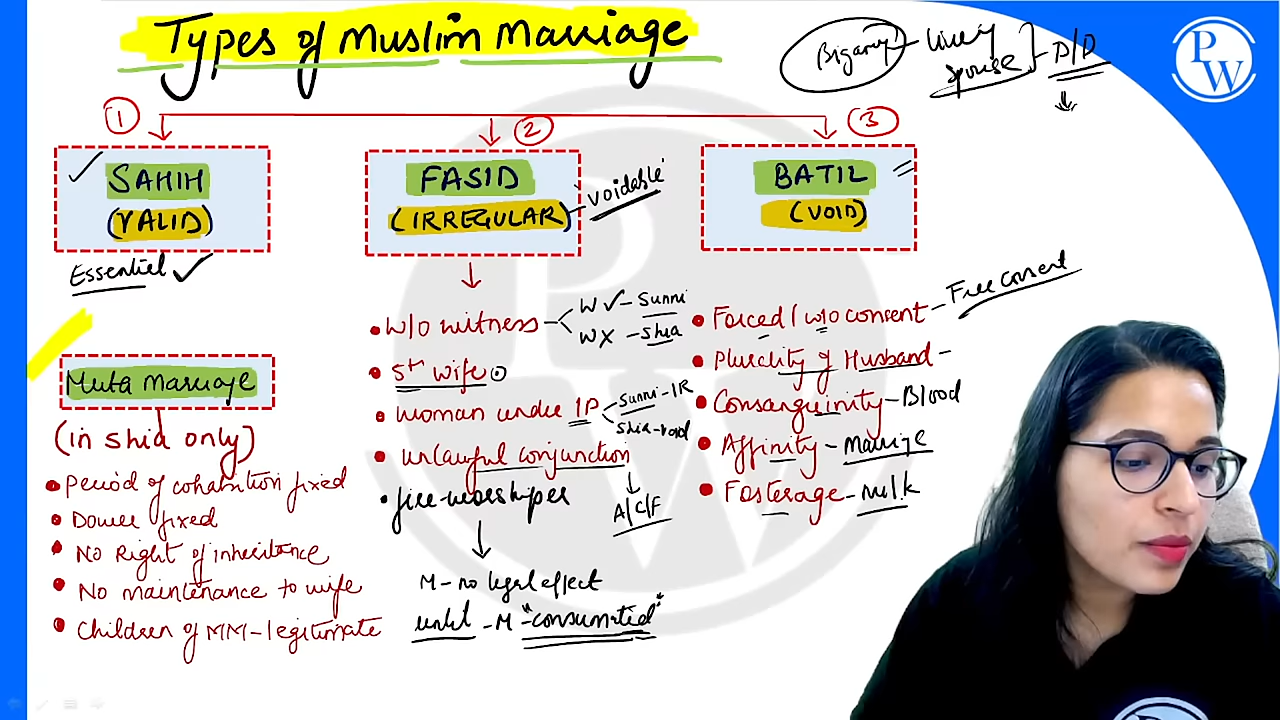 Types of Muslim Marriage
Bigamy - living spouse - D/D
PW
1
2
3
SAHIH
(VALID)
Essential
FASID
(IRREGULAR)
voidable
BATIL
(VOID)
W/O witness
W ✓ - Sunni
WX - Shia
5th wife
woman under IP
Sunni - IR
Shia - void
unlawful conjunction
A/C/F
fire-worshiper
M - no legal effect
until - M "consumated"
Forced / w/o consent - Free consent
Plurality of Husband -
Consanguinity - Blood
Affinity - Marriage
Fosterage - milk
Muta Marriage
(in Shia only)
Period of cohabition fixed
Dower fixed
No Right of inheritance
No maintenance to wife
Children of MM - legitimate